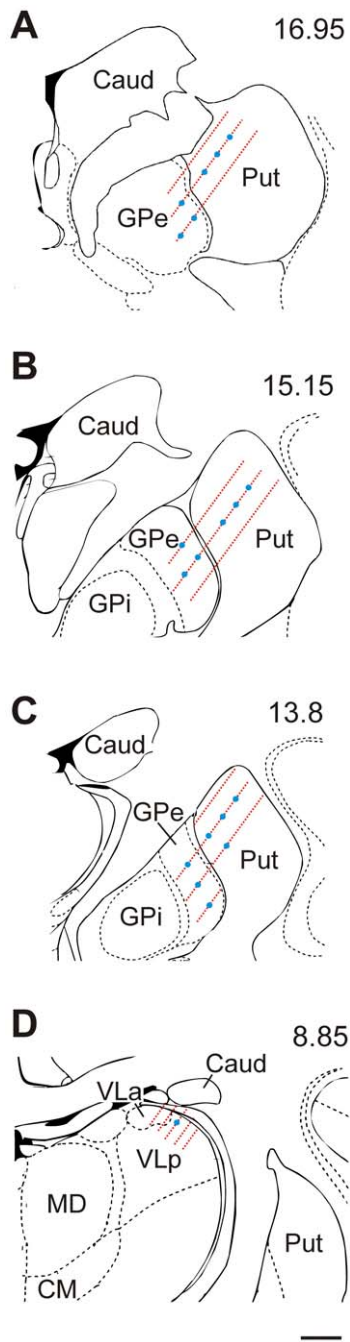 A 16.95
Caud
Put
GPe
B 15.15
Caud
GPe
Put
GPi
C 13.8
Caud
GPe
Put
GPi
D 8.85
Caud
VLa
VLp
MD
Put
CM